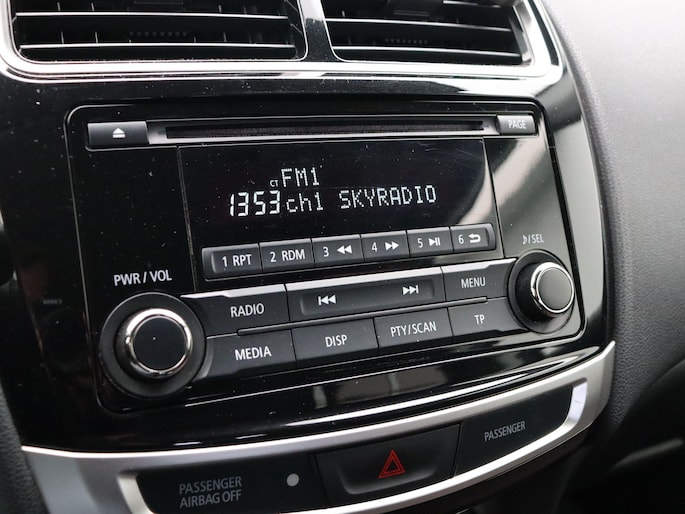 PAGE
CT FM1
1353 ch1 SKYRADIO
1 RPT 2 RDM 3 4 5 6
PWR / VOL
♪/SEL
RADIO MENU
MEDIA DISP PTY/SCAN TP
PASSENGER
AIRBAG OFF
PASSENGER